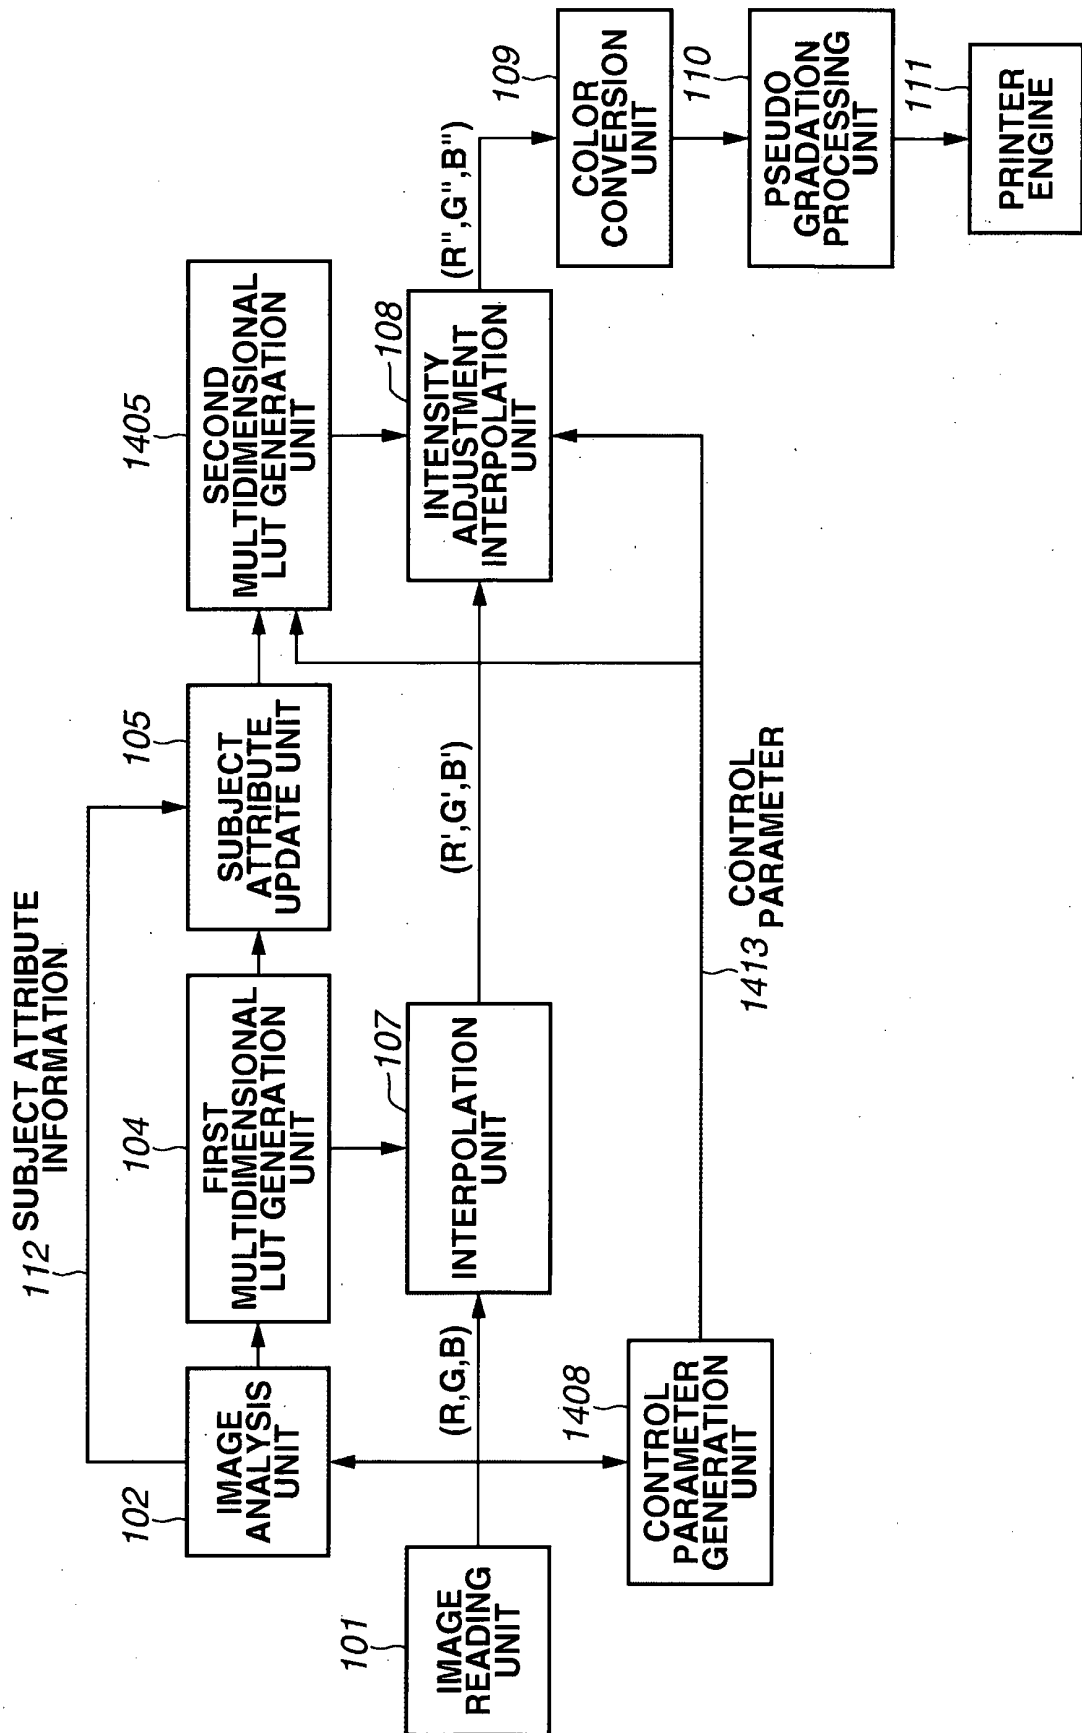 112
SUBJECT ATTRIBUTE
INFORMATION
102
IMAGE
ANALYSIS
UNIT
104
FIRST
MULTIDIMENSIONAL
LUT GENERATION
UNIT
105
SUBJECT
ATTRIBUTE
UPDATE UNIT
1405
SECOND
MULTIDIMENSIONAL
LUT GENERATION
UNIT
101
IMAGE
READING
UNIT
(R,G,B)
107
INTERPOLATION
UNIT
(R',G',B')
108
INTENSITY
ADJUSTMENT
INTERPOLATION
UNIT
(R",G",B")
109
COLOR
CONVERSION
UNIT
110
PSEUDO
GRADATION
PROCESSING
UNIT
111
PRINTER
ENGINE
1408
CONTROL
PARAMETER
GENERATION
UNIT
1413
CONTROL
PARAMETER